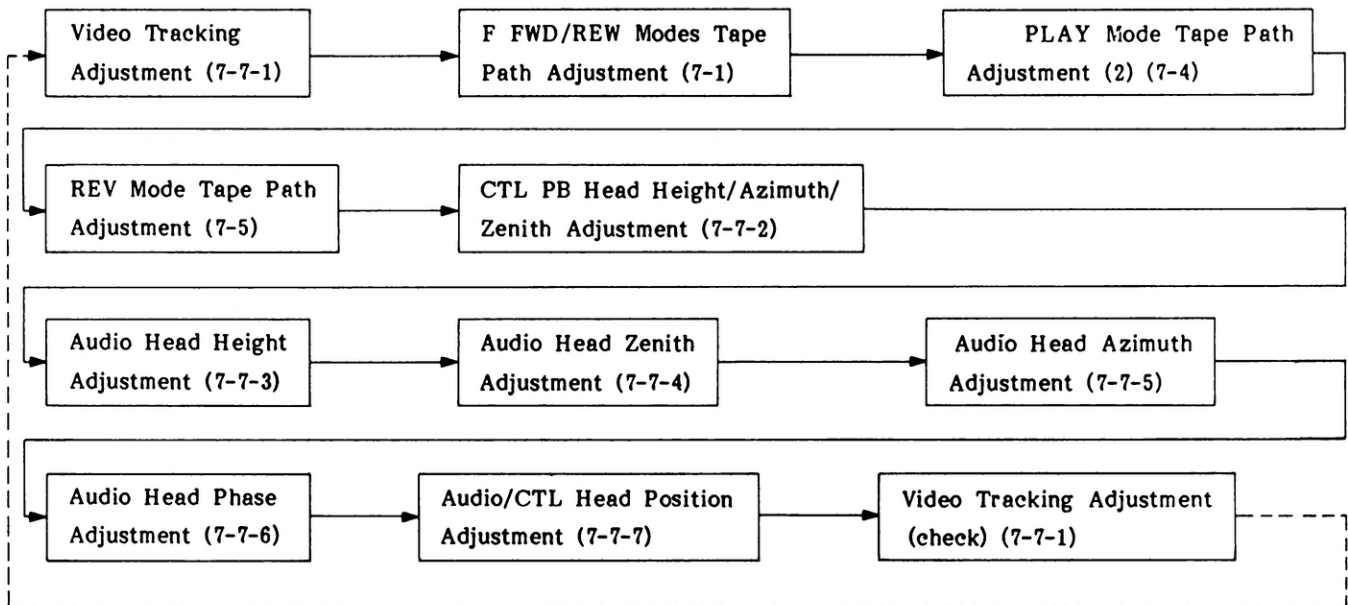 Video Tracking
Adjustment (7-7-1)
F FWD/REW Modes Tape
Path Adjustment (7-1)
PLAY Mode Tape Path
Adjustment (2) (7-4)
REV Mode Tape Path
Adjustment (7-5)
CTL PB Head Height/Azimuth/
Zenith Adjustment (7-7-2)
Audio Head Height
Adjustment (7-7-3)
Audio Head Zenith
Adjustment (7-7-4)
Audio Head Azimuth
Adjustment (7-7-5)
Audio Head Phase
Adjustment (7-7-6)
Audio/CTL Head Position
Adjustment (7-7-7)
Video Tracking Adjustment
(check) (7-7-1)